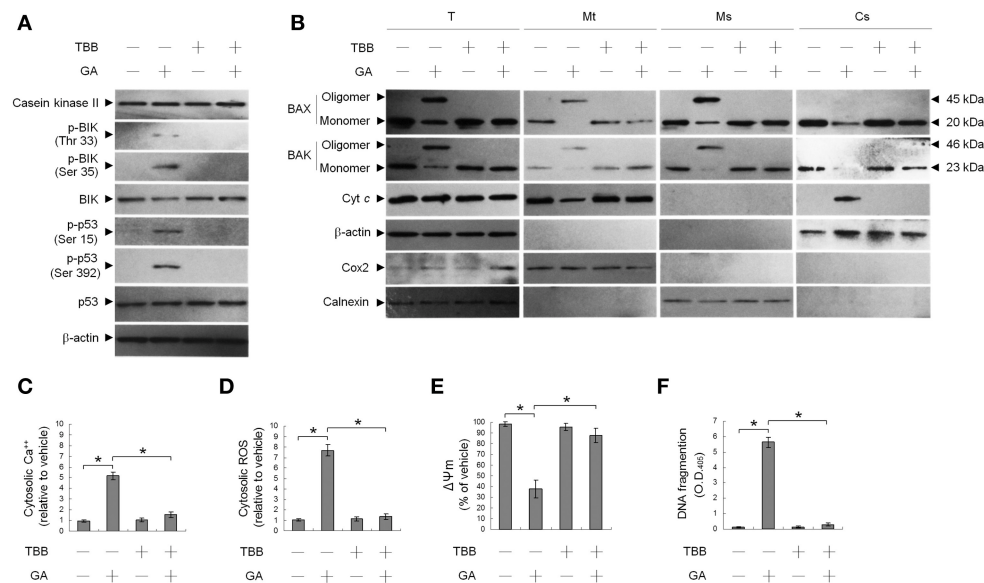 A
TBB — — + +
GA — + — +
Casein kinase II
p-BIK
(Thr 33)
p-BIK
(Ser 35)
BIK
p-p53
(Ser 15)
p-p53
(Ser 392)
p53
β-actin
B
T Mt Ms Cs
TBB — — + + — — + + — — + + — — + +
GA — + — + — + — + — + — + — + — +
BAX Oligomer 45 kDa
Monomer 20 kDa
BAK Oligomer 46 kDa
Monomer 23 kDa
Cyt c
β-actin
Cox2
Calnexin
C
Cytosolic Ca++
(relative to vehicle)
10
9
8
7
6
5
4
3
2
1
0
* *
TBB — — + +
GA — + — +
D
Cytosolic ROS
(relative to vehicle)
10
9
8
7
6
5
4
3
2
1
0
* *
TBB — — + +
GA — + — +
E
ΔΨm
(% of vehicle)
100
90
80
70
60
50
40
30
20
10
0
* *
TBB — — + +
GA — + — +
F
DNA fragmention
(O.D.405)
7
6
5
4
3
2
1
0
* *
TBB — — + +
GA — + — +